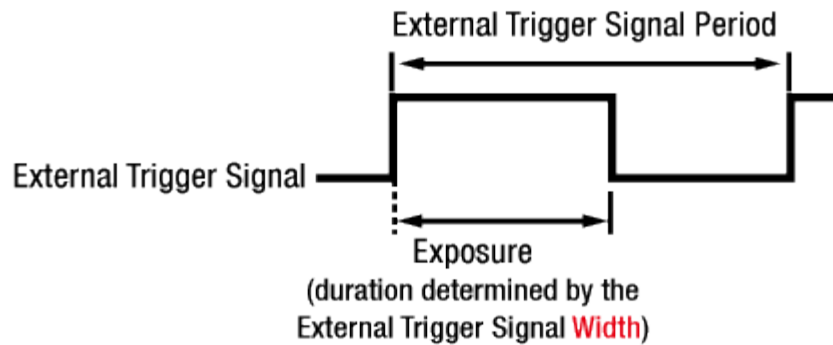 External Trigger Signal Period
External Trigger Signal
Exposure
(duration determined by the
External Trigger Signal Width)